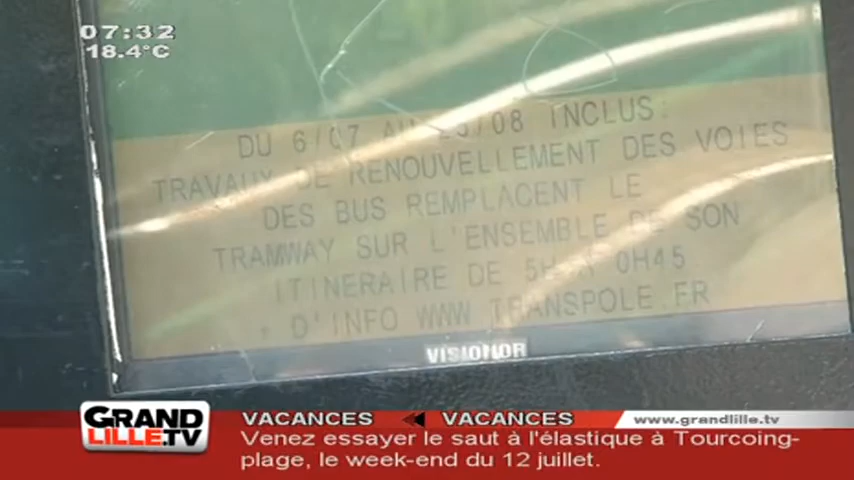 07:32
18.4°C
DU 6/07 AU 23/08 INCLUS:
TRAVAUX DE RENOUVELLEMENT DES VOIES
DES BUS REMPLACENT LE
TRAMWAY SUR L'ENSEMBLE DE SON
ITINERAIRE DE 5H A 0H45
+ D'INFO WWW TRANSPOLE.FR
VISIONOR
GRAND
LILLE.TV
VACANCES VACANCES
www.grandlille.tv
Venez essayer le saut à l'élastique à Tourcoing-
plage, le week-end du 12 juillet.